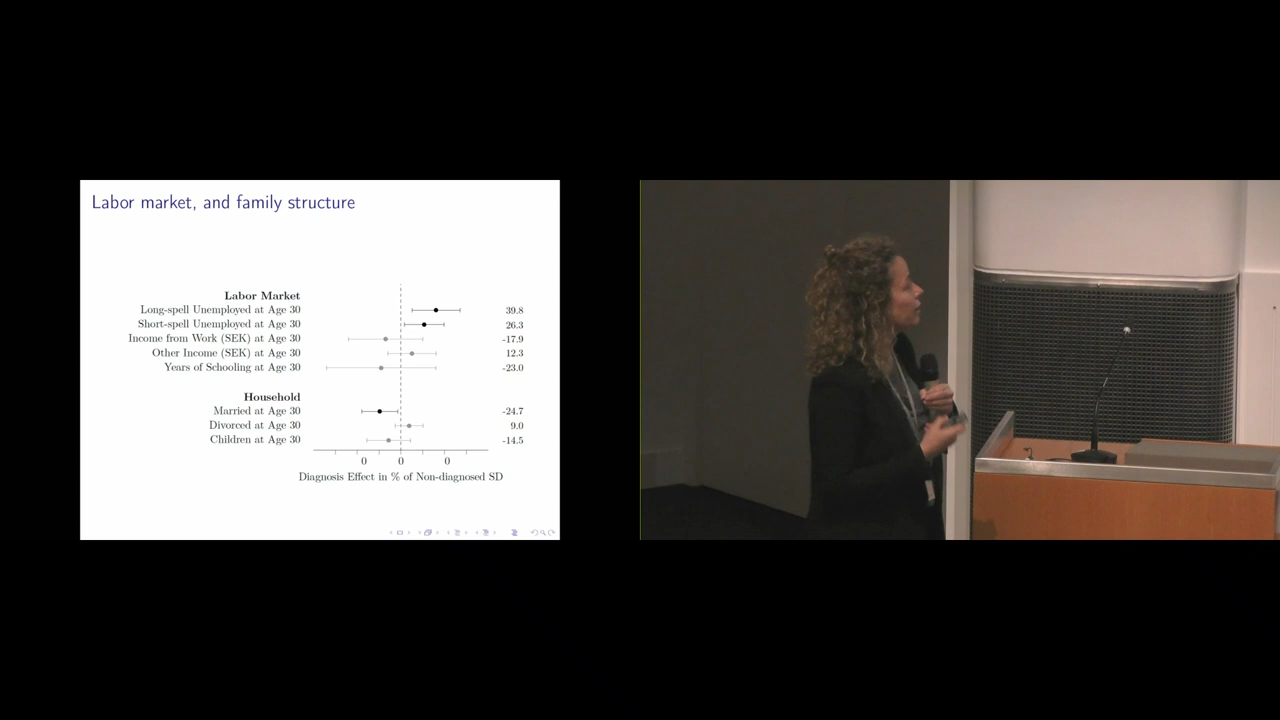 Labor market, and family structure
Labor Market
Long-spell Unemployed at Age 30 39.8
Short-spell Unemployed at Age 30 26.3
Income from Work (SEK) at Age 30 -17.9
Other Income (SEK) at Age 30 12.3
Years of Schooling at Age 30 -23.0
Household
Married at Age 30 -24.7
Divorced at Age 30 9.0
Children at Age 30 -14.5
0 0 0
Diagnosis Effect in % of Non-diagnosed SD